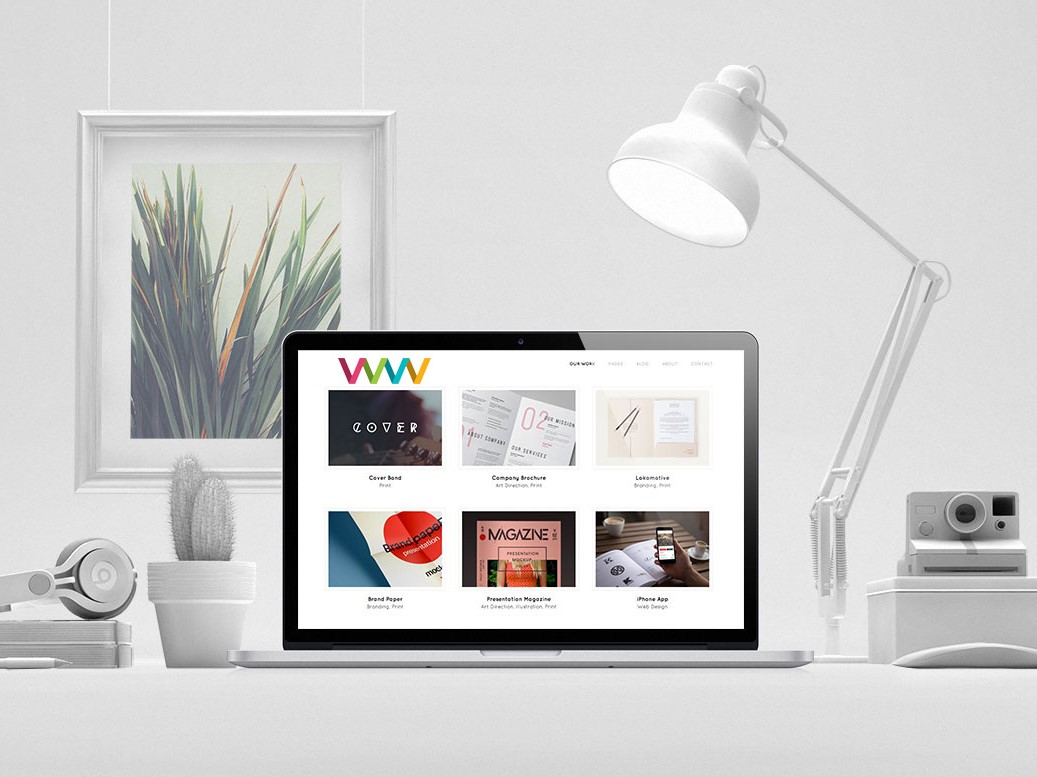 WW
OUR WORK PAGES BLOG ABOUT CONTACT
COVER
Cover Band
Print
ABOUT COMPANY
02
OUR MISSION
OUR SERVICES
Company Brochure
Art Direction, Print
Lokomotive
Branding, Print
Brand paper
presentation
Brand Paper
Branding, Print
MAGAZINE
PRESENTATION
MOCKUP
Presentation Magazine
Art Direction, Illustration, Print
iPhone App
Web Design